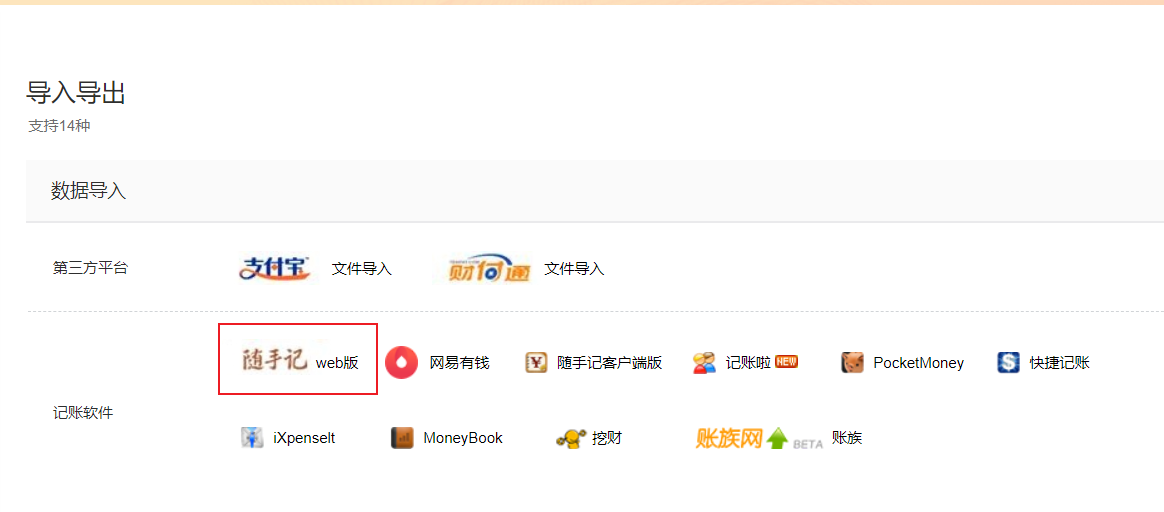 导入导出
支持14种
数据导入
第三方平台
支付宝 文件导入 财付通 文件导入
随手记 web版 网易有钱 随手记客户端版 记账啦 NEW PocketMoney 快捷记账
记账软件
iXpenseIt MoneyBook 挖财 账族网 BETA 账族